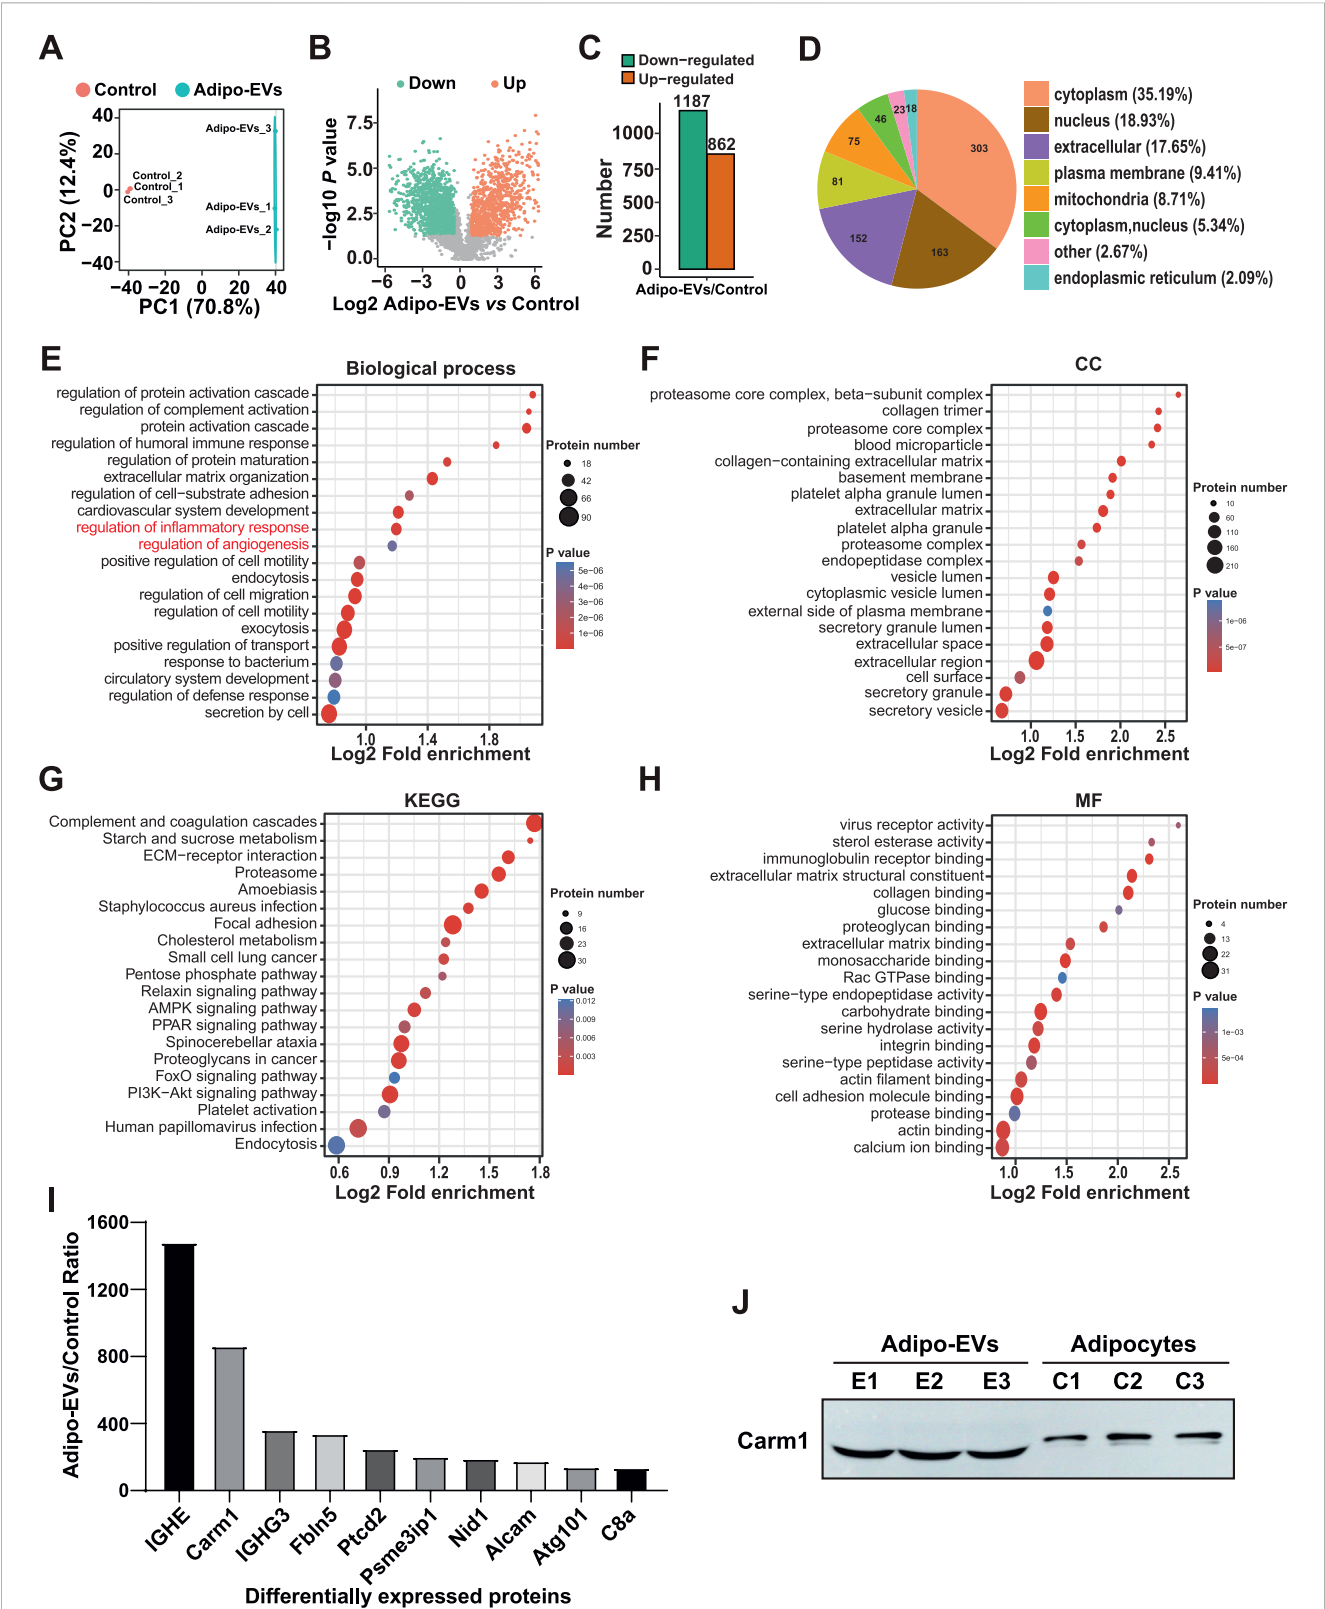 A
Control
Adipo-EVs
PC2 (12.4%)
40
20
0
−20
−40
Adipo-EVs_3
Control_2
Control_1
Control_3
Adipo-EVs_1
Adipo-EVs_2
−40 −20 0 20 40
PC1 (70.8%)
B
Down
Up
−log10 P value
7.5
5.0
2.5
0.0
−6 −3 0 3 6
Log2 Adipo-EVs vs Control
C
Down−regulated
Up−regulated
Number
1187
862
1000
750
500
250
0
Adipo-EVs/Control
D
303
163
152
81
75
46
23
18
cytoplasm (35.19%)
nucleus (18.93%)
extracellular (17.65%)
plasma membrane (9.41%)
mitochondria (8.71%)
cytoplasm,nucleus (5.34%)
other (2.67%)
endoplasmic reticulum (2.09%)
E
Biological process
regulation of protein activation cascade
regulation of complement activation
protein activation cascade
regulation of humoral immune response
regulation of protein maturation
extracellular matrix organization
regulation of cell−substrate adhesion
cardiovascular system development
regulation of inflammatory response
regulation of angiogenesis
positive regulation of cell motility
endocytosis
regulation of cell migration
regulation of cell motility
exocytosis
positive regulation of transport
response to bacterium
circulatory system development
regulation of defense response
secretion by cell
1.0 1.4 1.8
Log2 Fold enrichment
Protein number
18
42
66
90
P value
5e−06
4e−06
3e−06
2e−06
1e−06
F
CC
proteasome core complex, beta−subunit complex
collagen trimer
proteasome core complex
blood microparticle
collagen−containing extracellular matrix
basement membrane
platelet alpha granule lumen
extracellular matrix
platelet alpha granule
proteasome complex
endopeptidase complex
vesicle lumen
cytoplasmic vesicle lumen
external side of plasma membrane
secretory granule lumen
extracellular space
extracellular region
cell surface
secretory granule
secretory vesicle
1.0 1.5 2.0 2.5
Log2 Fold enrichment
Protein number
10
60
110
160
210
P value
1e−06
5e−07
G
KEGG
Complement and coagulation cascades
Starch and sucrose metabolism
ECM−receptor interaction
Proteasome
Amoebiasis
Staphylococcus aureus infection
Focal adhesion
Cholesterol metabolism
Small cell lung cancer
Pentose phosphate pathway
Relaxin signaling pathway
AMPK signaling pathway
PPAR signaling pathway
Spinocerebellar ataxia
Proteoglycans in cancer
FoxO signaling pathway
PI3K−Akt signaling pathway
Platelet activation
Human papillomavirus infection
Endocytosis
0.6 0.9 1.2 1.5 1.8
Log2 Fold enrichment
Protein number
9
16
23
30
P value
0.012
0.009
0.006
0.003
H
MF
virus receptor activity
sterol esterase activity
immunoglobulin receptor binding
extracellular matrix structural constituent
collagen binding
glucose binding
proteoglycan binding
extracellular matrix binding
monosaccharide binding
Rac GTPase binding
serine−type endopeptidase activity
carbohydrate binding
serine hydrolase activity
integrin binding
serine−type peptidase activity
actin filament binding
cell adhesion molecule binding
protease binding
actin binding
calcium ion binding
1.0 1.5 2.0 2.5
Log2 Fold enrichment
Protein number
4
13
22
31
P value
1e−03
5e−04
I
Adipo-EVs/Control Ratio
1600
1200
800
400
0
IGHE
Carm1
IGHG3
Fbln5
Ptcd2
Psme3ip1
Nid1
Alcam
Atg101
C8a
Differentially expressed proteins
J
Adipo-EVs Adipocytes
E1 E2 E3 C1 C2 C3
Carm1